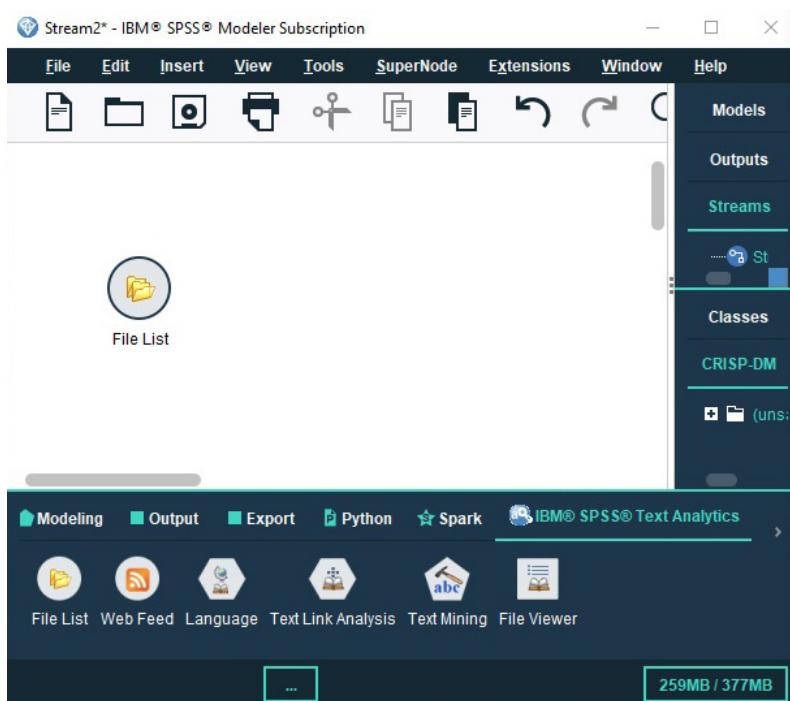 Stream2* - IBM® SPSS® Modeler Subscription
File Edit Insert View Tools SuperNode Extensions Window Help
Models
Outputs
Streams
St
File List
Classes
CRISP-DM
(uns
Modeling Output Export Python Spark IBM® SPSS® Text Analytics
abc
File List Web Feed Language Text Link Analysis Text Mining File Viewer
... 259MB / 377MB